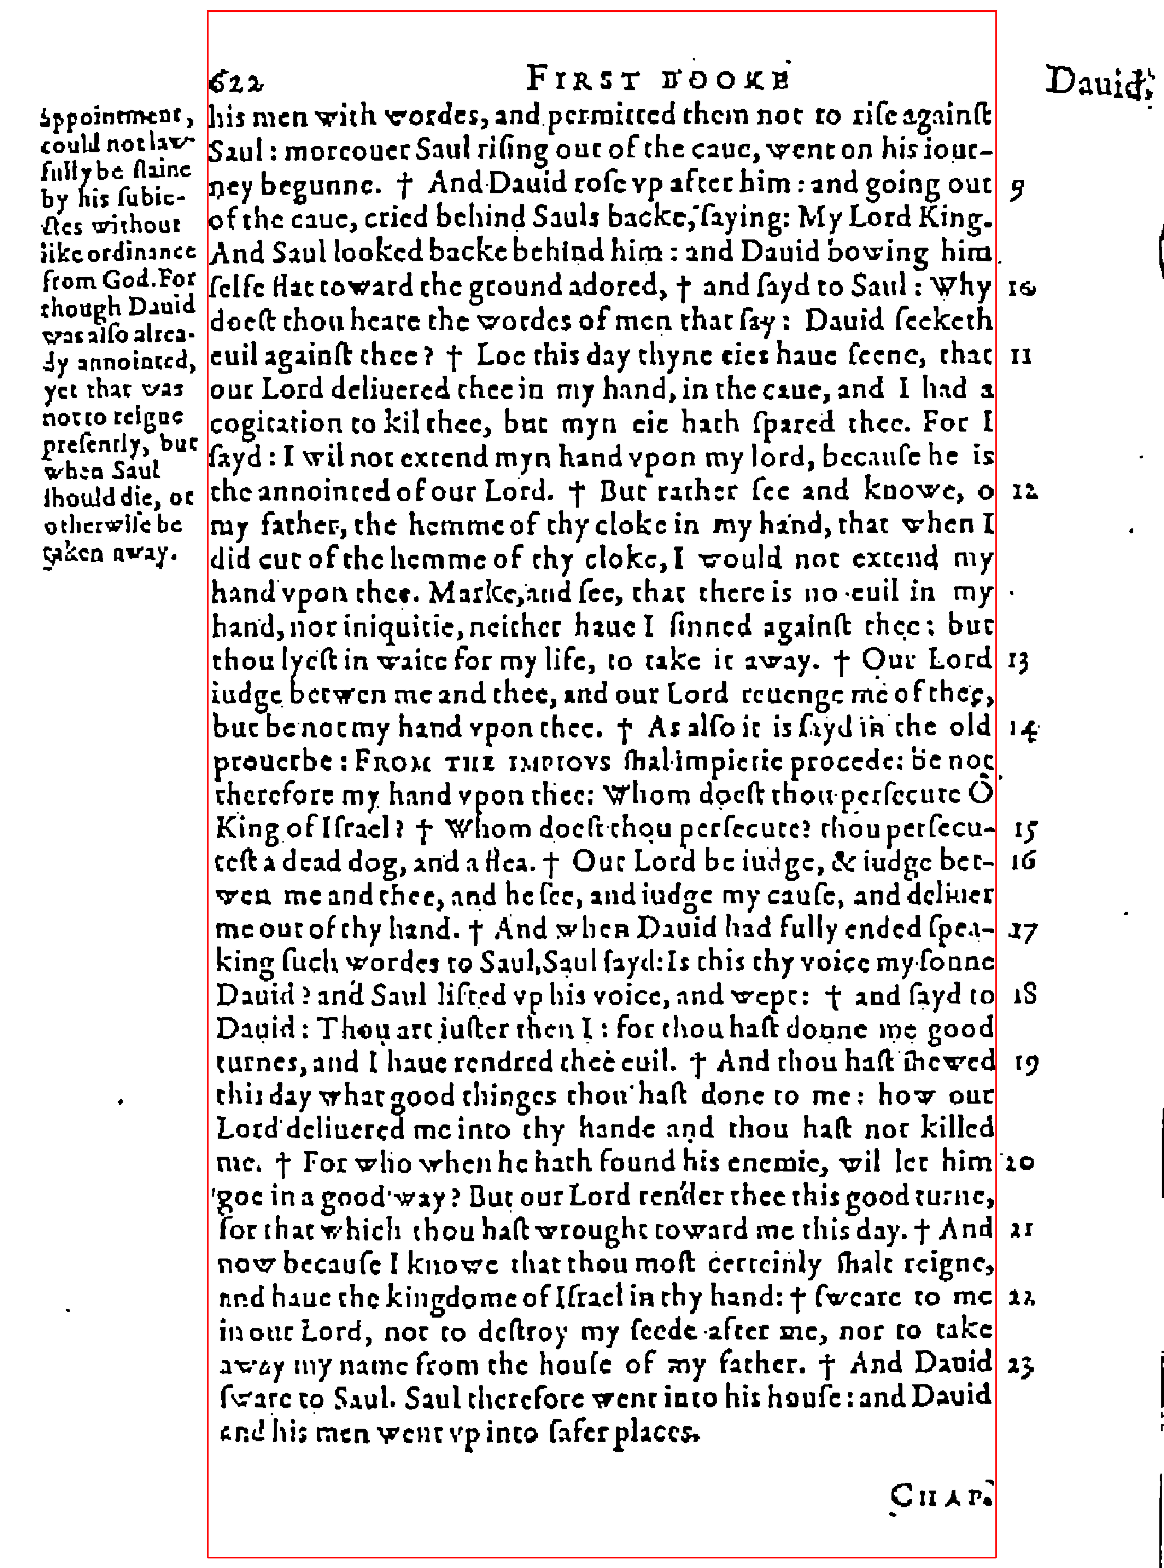 622 FIRST BOOKE Dauid.
appointment,
could not law
fully be ſlaine
by his ſubie-
ctes without
like ordinance
from God. For
though Dauid
was alſo alrea-
dy annointed,
yet that was
not to reigne
preſently, but
when Saul
ſhould die, or
otherwiſe be
taken away.
his men with wordes, and permitted them not to riſe againſt
Saul: moreouer Saul riſing out of the caue, went on his iour-
ney begunne. † And Dauid roſe vp after him: and going out 9
of the caue, cried behind Sauls backe, ſaying: My Lord King.
And Saul looked backe behind him: and Dauid bowing him
ſelfe flat toward the ground adored, † and ſayd to Saul: Why 10
doeſt thou heare the wordes of men that ſay: Dauid ſeeketh
euil againſt thee? † Loe this day thyne eies haue ſeene, that 11
our Lord deliuered thee in my hand, in the caue, and I had a
cogitation to kil thee, but myn eie hath ſpared thee. For I
ſayd: I wil not extend myn hand vpon my lord, becauſe he is
the annointed of our Lord. † But rather ſee and knowe, o 12
my father, the hemme of thy cloke in my hand, that when I
did cut of the hemme of thy cloke, I would not extend my
hand vpon thee. Marke, and ſee, that there is no euil in my
hand, nor iniquitie, neither haue I ſinned againſt thee: but
thou lyeſt in waite for my life, to take it away. † Our Lord 13
iudge betwen me and thee, and our Lord reuenge me of thee,
but be not my hand vpon thee. † As alſo it is ſayd in the old 14
prouerbe: FROM THE IMPIOVS ſhal impietie procede: be not
therefore my hand vpon thee: Whom doeſt thou perſecute O
King of Iſrael? † Whom doeſt thou perſecute? thou perſecu- 15
teſt a dead dog, and a flea. † Our Lord be iudge, & iudge bet- 16
wen me and thee, and he ſee, and iudge my cauſe, and deliuer
me out of thy hand. † And when Dauid had fully ended ſpea- 17
king ſuch wordes to Saul, Saul ſayd: Is this thy voice my ſonne
Dauid? and Saul lifted vp his voice, and wept: † and ſayd to 18
Dauid: Thou art iuſter then I: for thou haſt donne me good
turnes, and I haue rendred thee euil. † And thou haſt ſhewed 19
this day what good thinges thou haſt done to me: how our
Lord deliuered me into thy hande and thou haſt not killed
me. † For who when he hath found his enemie, wil let him 20
goe in a good way? But our Lord render thee this good turne,
for that which thou haſt wrought toward me this day. † And 21
now becauſe I knowe that thou moſt certeinly ſhalt reigne,
and haue the kingdome of Iſrael in thy hand: † ſweare to me 22
in our Lord, not to deſtroy my ſeede after me, nor to take
away my name from the houſe of my father. † And Dauid 23
ſware to Saul. Saul therefore went into his houſe: and Dauid
and his men went vp into ſafer places.
CHAP.